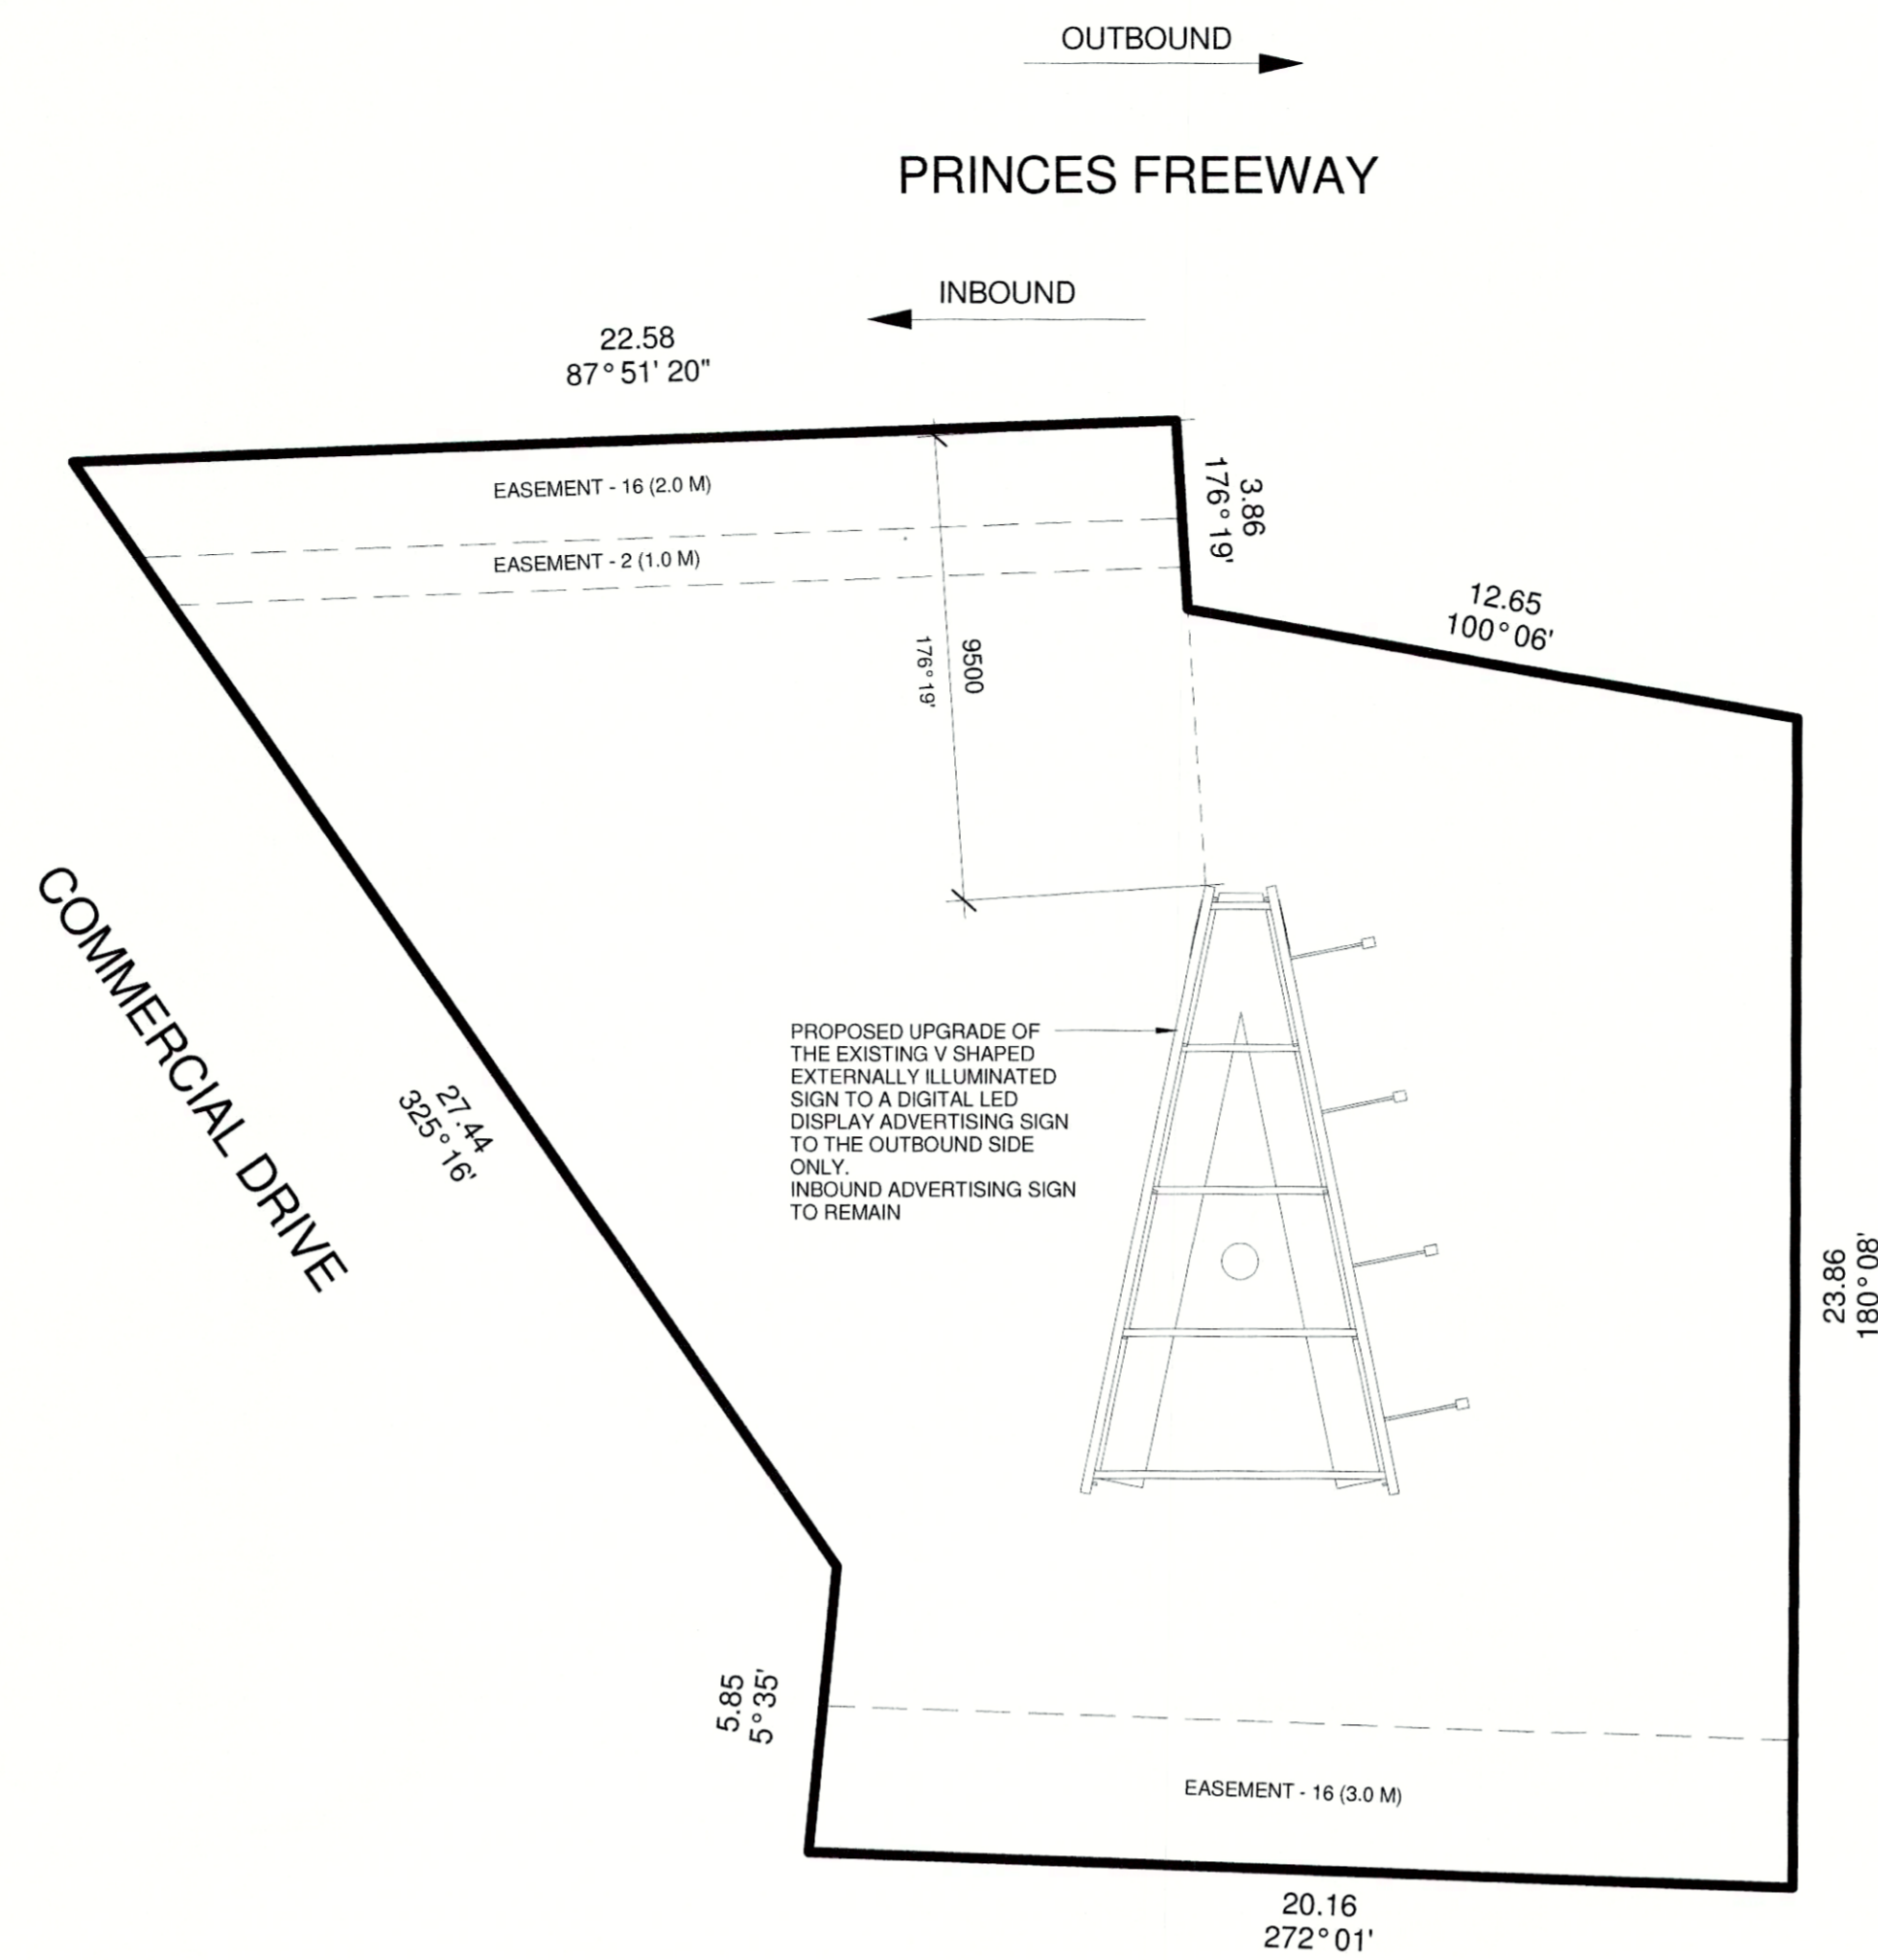 OUTBOUND
PRINCES FREEWAY
INBOUND
22.58
87° 51' 20"
EASEMENT - 16 (2.0 M)
EASEMENT - 2 (1.0 M)
3.86
176° 19'
12.65
100° 06'
9500
176° 19'
COMMERCIAL DRIVE
27.44
325° 16'
PROPOSED UPGRADE OF
THE EXISTING V SHAPED
EXTERNALLY ILLUMINATED
SIGN TO A DIGITAL LED
DISPLAY ADVERTISING SIGN
TO THE OUTBOUND SIDE
ONLY.
INBOUND ADVERTISING SIGN
TO REMAIN
23.86
180° 08'
5.85
5° 35'
EASEMENT - 16 (3.0 M)
20.16
272° 01'